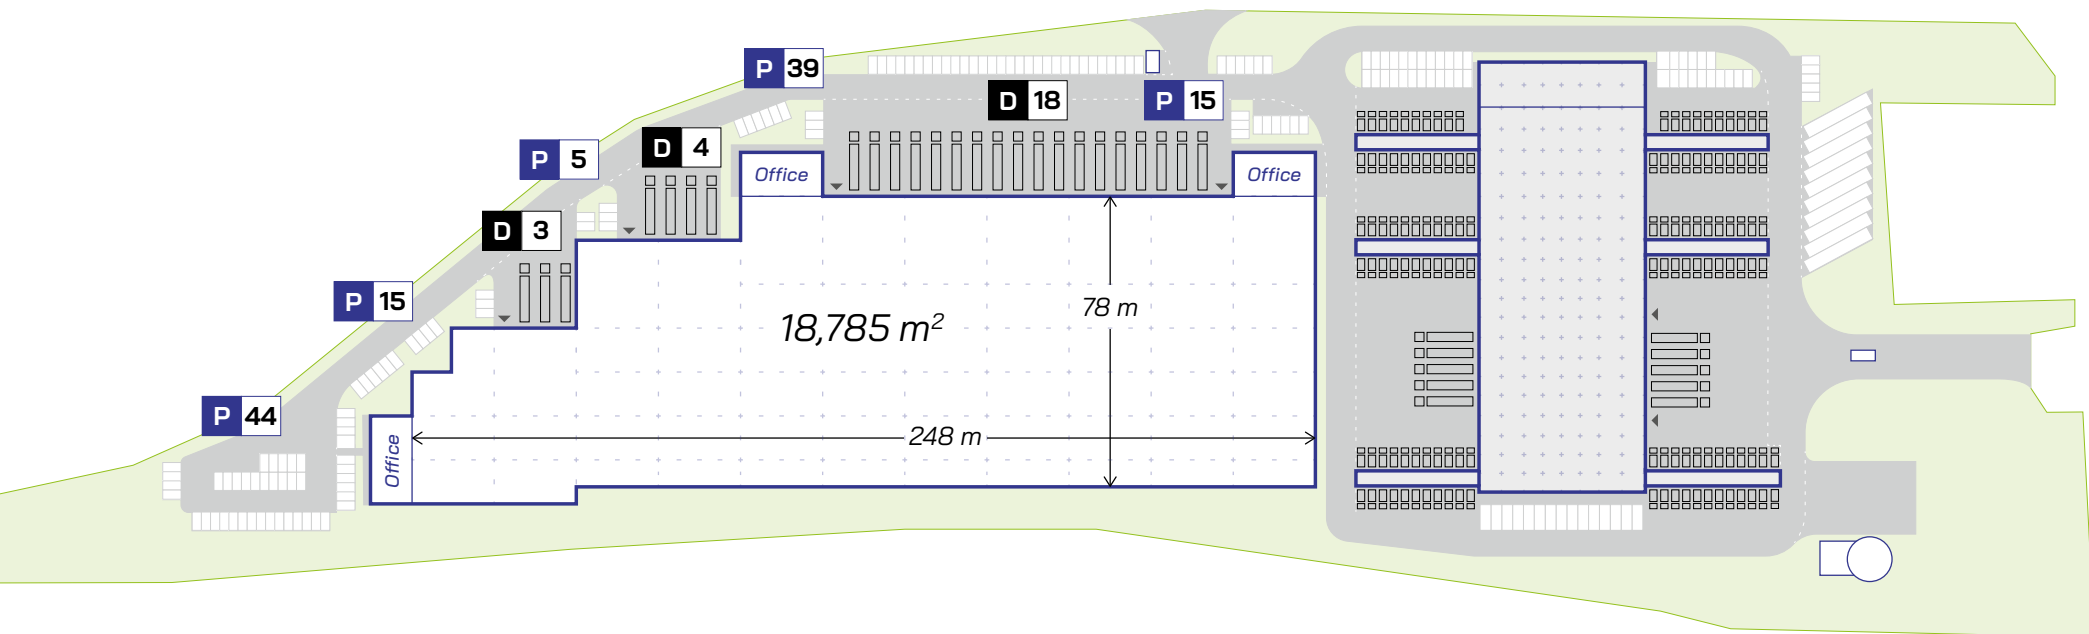 P 39
D 18
P 15
D 4
P 5
Office
Office
D 3
P 15
78 m
18,785 m²
P 44
248 m
Office